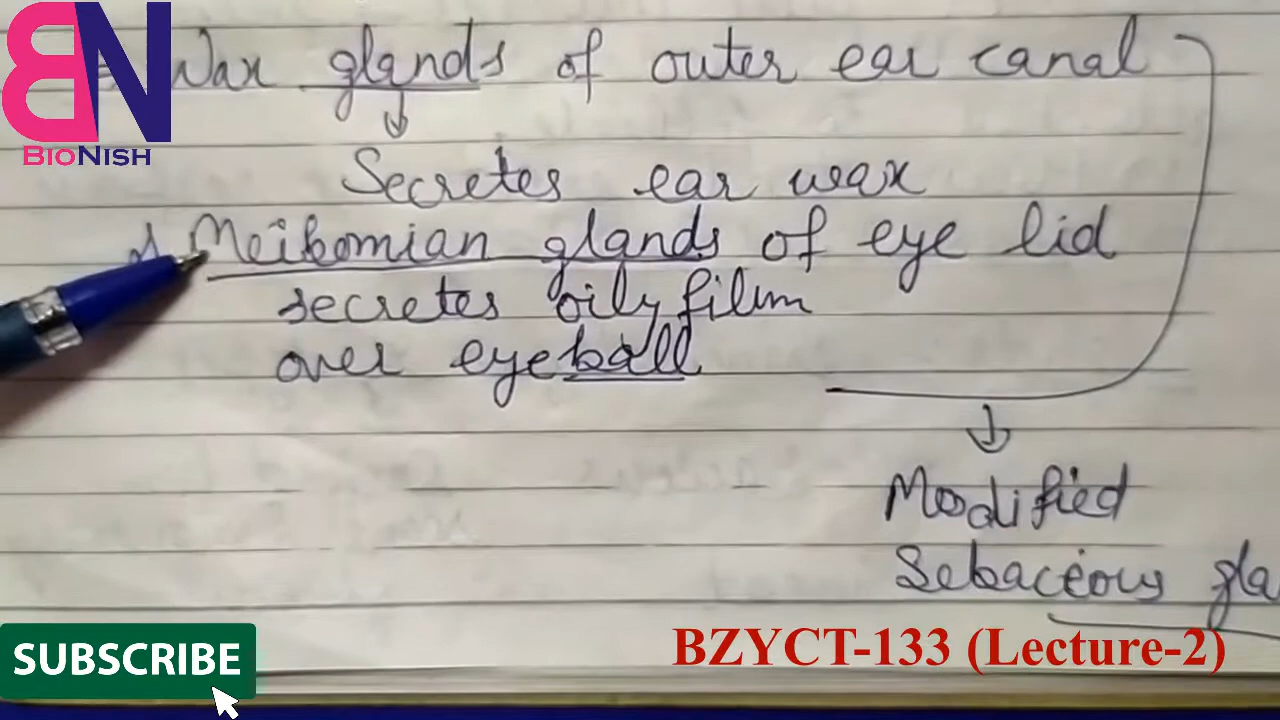 BN
BIONISH
Wax glands of outer ear canal
Secretes ear wax
Meibomian glands of eye lid
secretes oily film
over eyeball
Modified
Sebaceous gla
SUBSCRIBE
BZYCT-133 (Lecture-2)